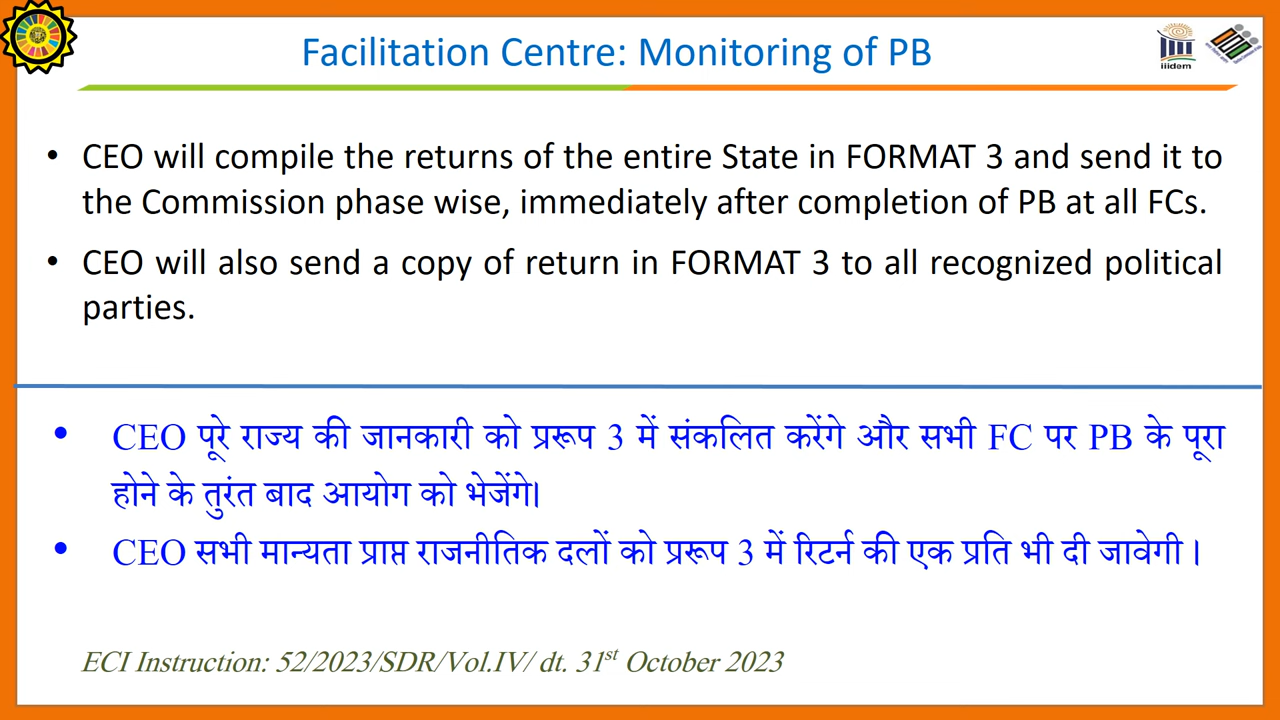 Facilitation Centre: Monitoring of PB
iiidem
• CEO will compile the returns of the entire State in FORMAT 3 and send it to
the Commission phase wise, immediately after completion of PB at all FCs.
• CEO will also send a copy of return in FORMAT 3 to all recognized political
parties.
• CEO पूरे राज्य की जानकारी को प्ररूप 3 में संकलित करेंगे और सभी FC पर PB के पूरा
होने के तुरंत बाद आयोग को भेजेंगे।
• CEO सभी मान्यता प्राप्त राजनीतिक दलों को प्ररूप 3 में रिटर्न की एक प्रति भी दी जावेगी ।
ECI Instruction: 52/2023/SDR/Vol.IV/ dt. 31st October 2023